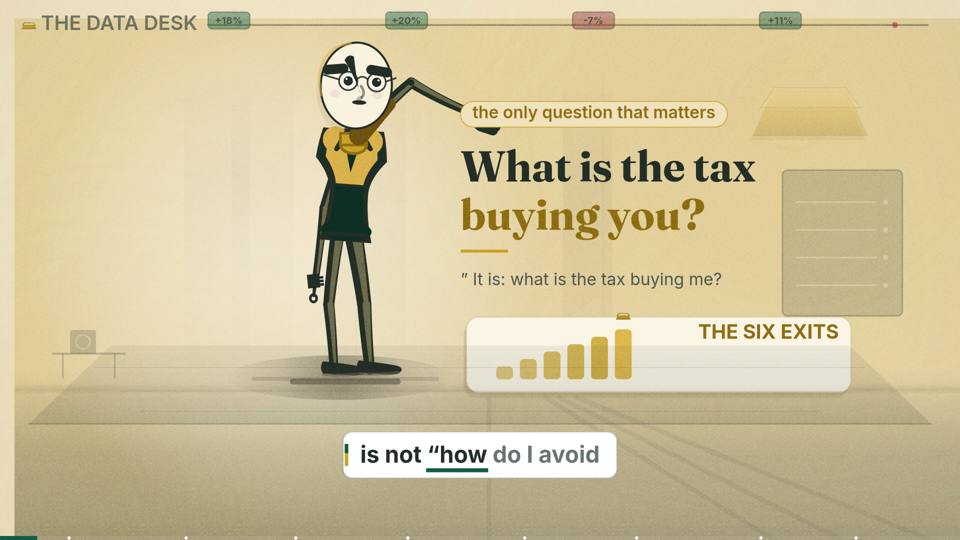 THE DATA DESK
+18%
+20%
-7%
+11%
the only question that matters
What is the tax
buying you?
” It is: what is the tax buying me?
THE SIX EXITS
is not “how do I avoid